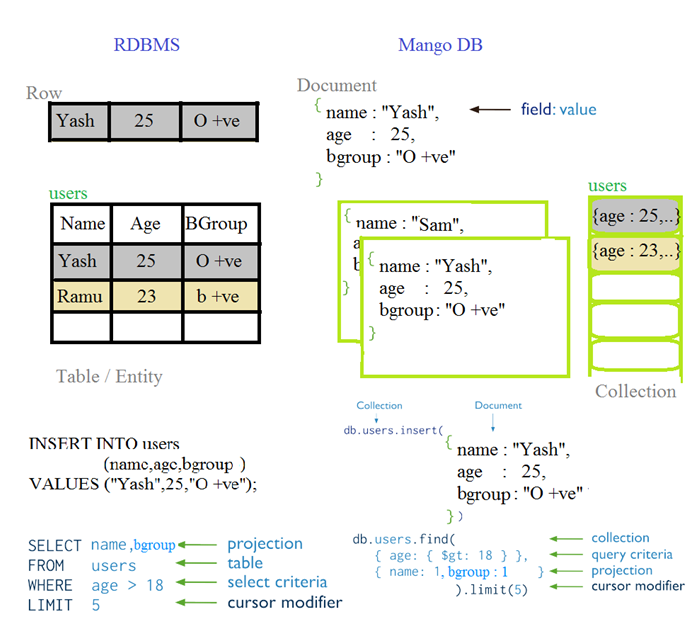 RDBMS
Mango DB
Row
Yash 25 O +ve
Document
{
name : "Yash",
age : 25,
bgroup : "O +ve"
}
field: value
users
Name Age BGroup
Yash 25 O +ve
Ramu 23 b +ve
Table / Entity
{
name : "Sam",
a
b
}
{
name : "Yash",
age : 25,
bgroup : "O +ve"
}
users
{age : 25,..}
{age : 23,..}
Collection
INSERT INTO users
(name,age,bgroup )
VALUES ("Yash",25,"O +ve");
Collection
Document
db.users.insert(
{
name : "Yash",
age : 25,
bgroup : "O +ve"
} )
SELECT name,bgroup projection
FROM users table
WHERE age > 18 select criteria
LIMIT 5 cursor modifier
db.users.find( collection
{ age: { $gt: 18 } }, query criteria
{ name: 1, bgroup : 1 } projection
).limit(5) cursor modifier